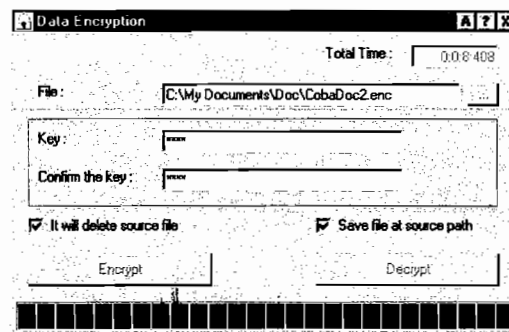 Data Encryption A ? X
Total Time : 0:0:8:408
File : C:\My Documents\Doc\CobaDoc2.enc ...
Key : ****
Confirm the key : ****
It will delete source file Save file at source path
Encrypt Decrypt